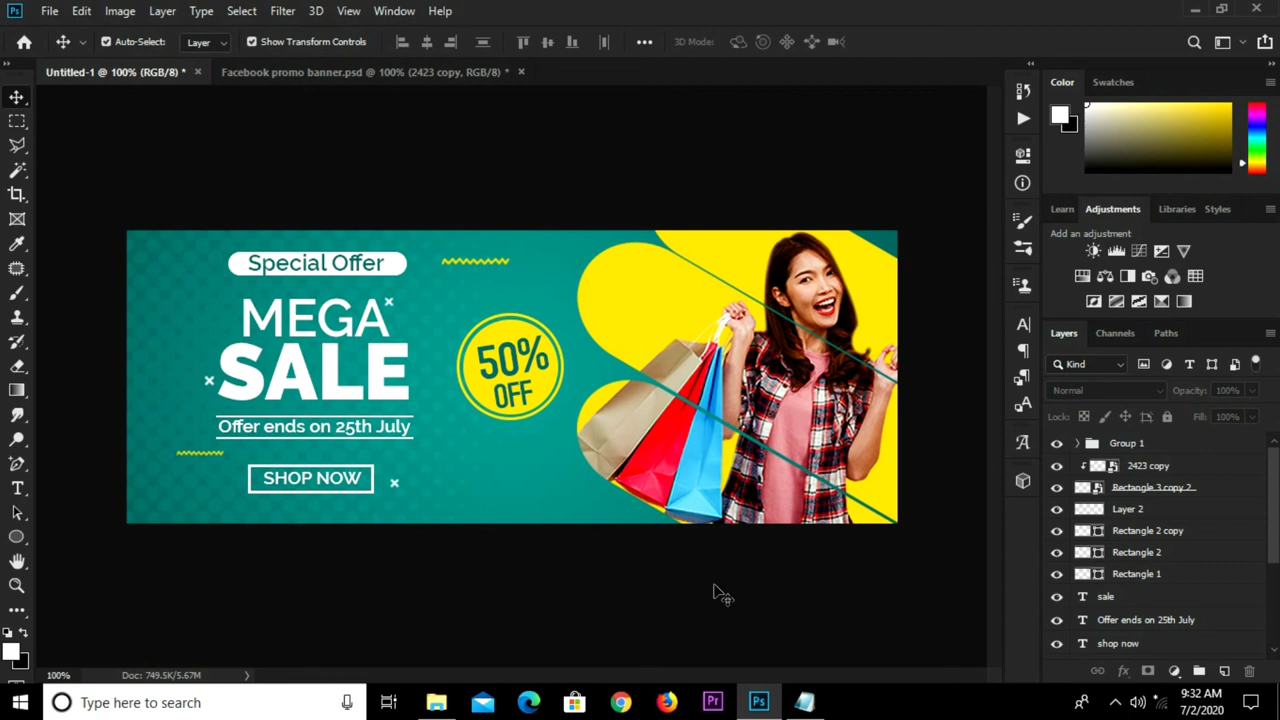 Ps File Edit Image Layer Type Select Filter 3D View Window Help
Auto-Select: Layer Show Transform Controls 3D Mode:
Untitled-1 @ 100% (RGB/8) * Facebook promo banner.psd @ 100% (2423 copy, RGB/8) *
Color Swatches
Learn Adjustments Libraries Styles
Add an adjustment
Special Offer
MEGA
SALE
Offer ends on 25th July
SHOP NOW
50%
OFF
Layers Channels Paths
Kind
Normal Opacity: 100%
Lock: Fill: 100%
Group 1
2423 copy
Rectangle 3 copy 2
Layer 2
Rectangle 2 copy
Rectangle 2
Rectangle 1
sale
Offer ends on 25th July
shop now
100% Doc: 749.5K/5.67M
Type here to search
Pr Ps
9:32 AM
7/2/2020